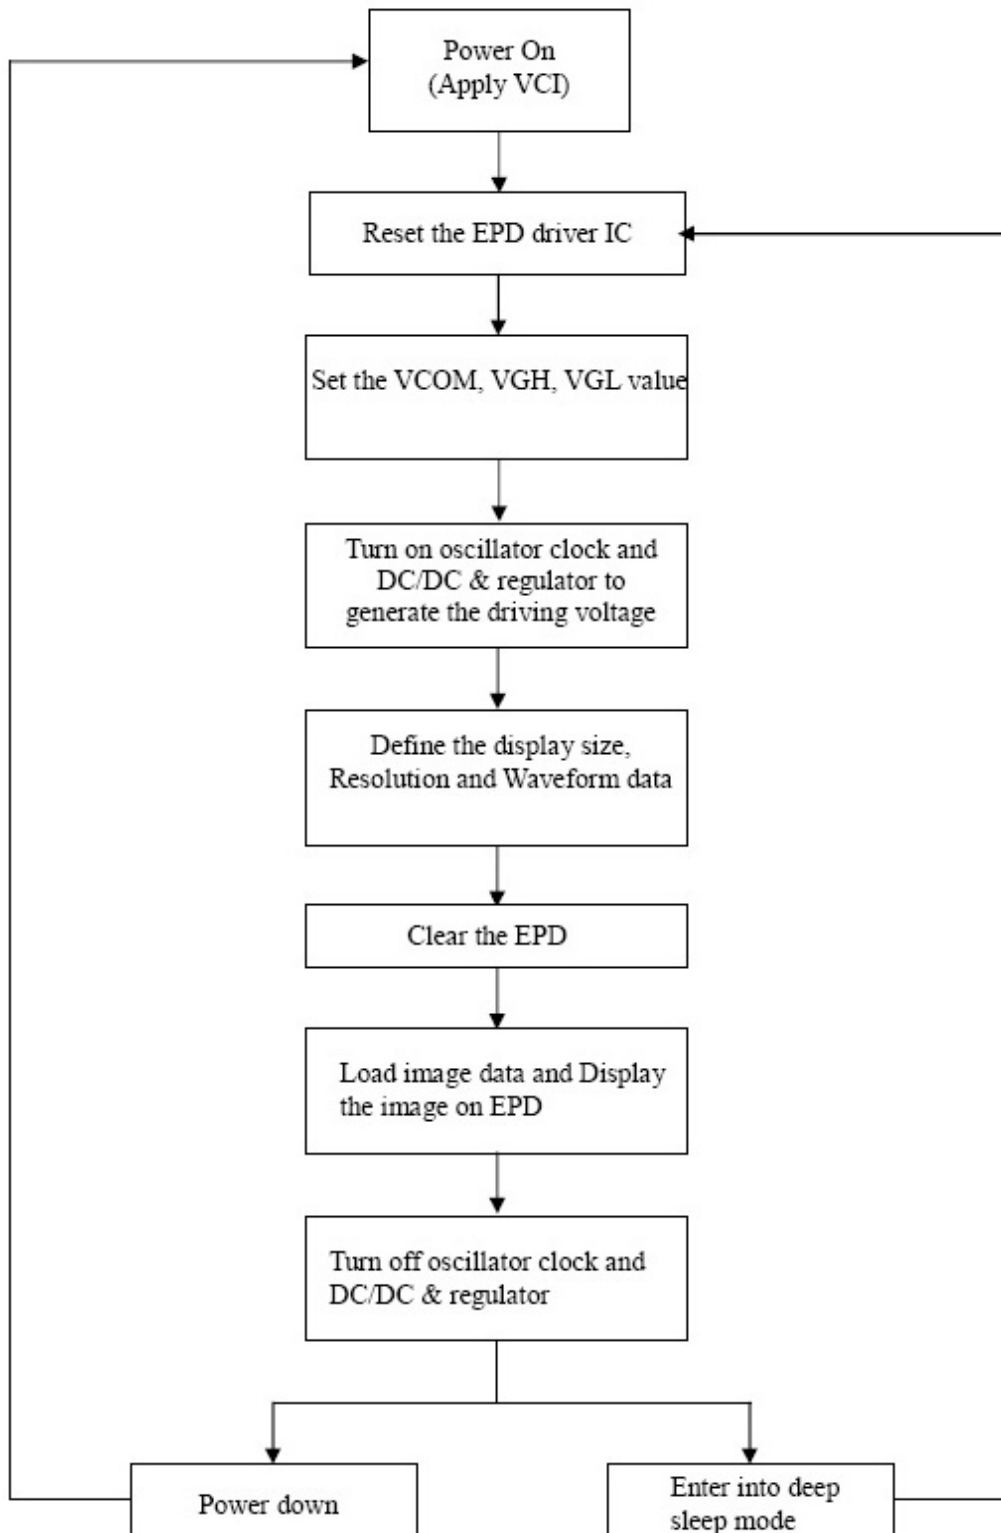 Power On
(Apply VCI)
Reset the EPD driver IC
Set the VCOM, VGH, VGL value
Turn on oscillator clock and
DC/DC & regulator to
generate the driving voltage
Define the display size,
Resolution and Waveform data
Clear the EPD
Load image data and Display
the image on EPD
Turn off oscillator clock and
DC/DC & regulator
Power down
Enter into deep
sleep mode